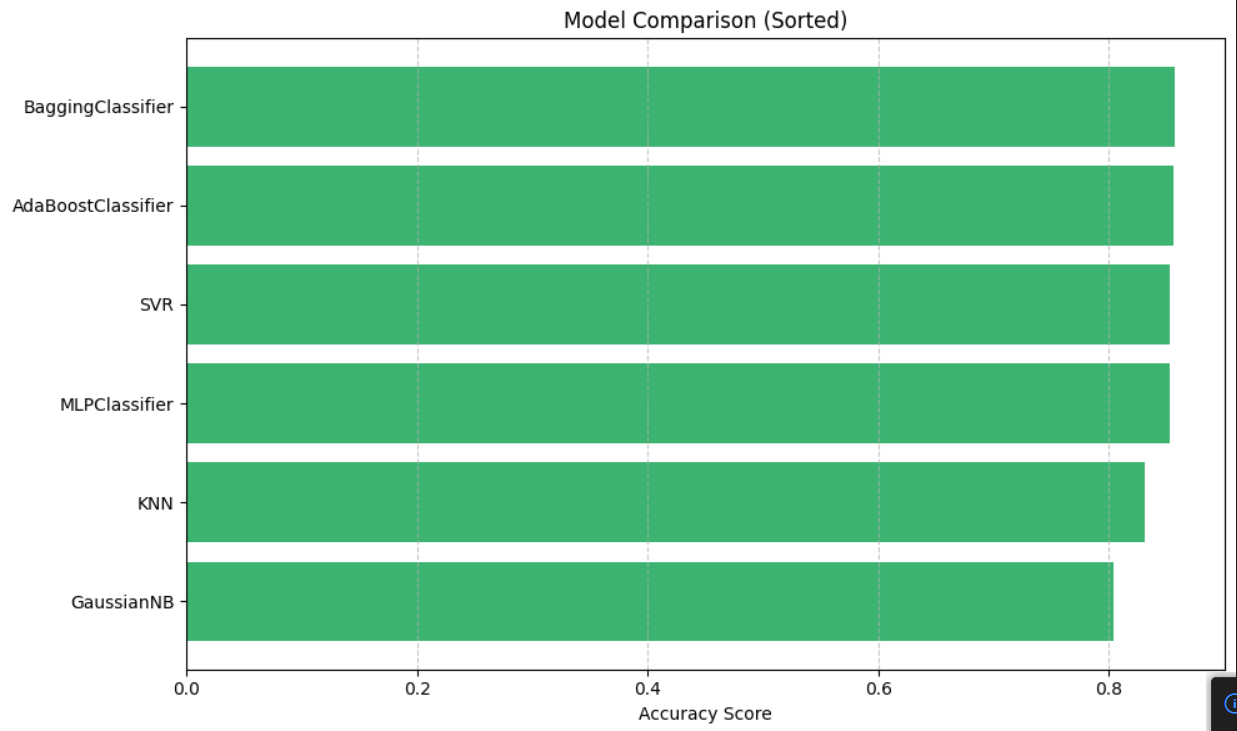 Model Comparison (Sorted)
BaggingClassifier
AdaBoostClassifier
SVR
MLPClassifier
KNN
GaussianNB
0.0 0.2 0.4 0.6 0.8
Accuracy Score